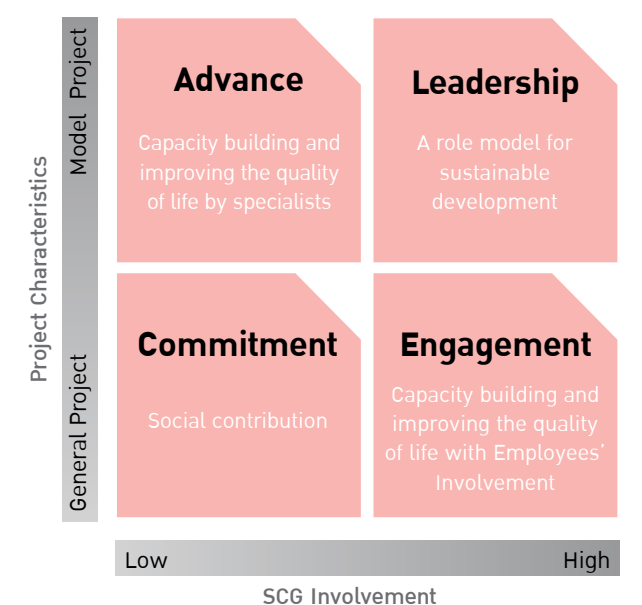 Project Characteristics
Model Project
General Project
Advance
Capacity building and
improving the quality
of life by specialists
Leadership
A role model for
sustainable
development
Commitment
Social contribution
Engagement
Capacity building and
improving the quality
of life with Employees'
Involvement
Low
High
SCG Involvement